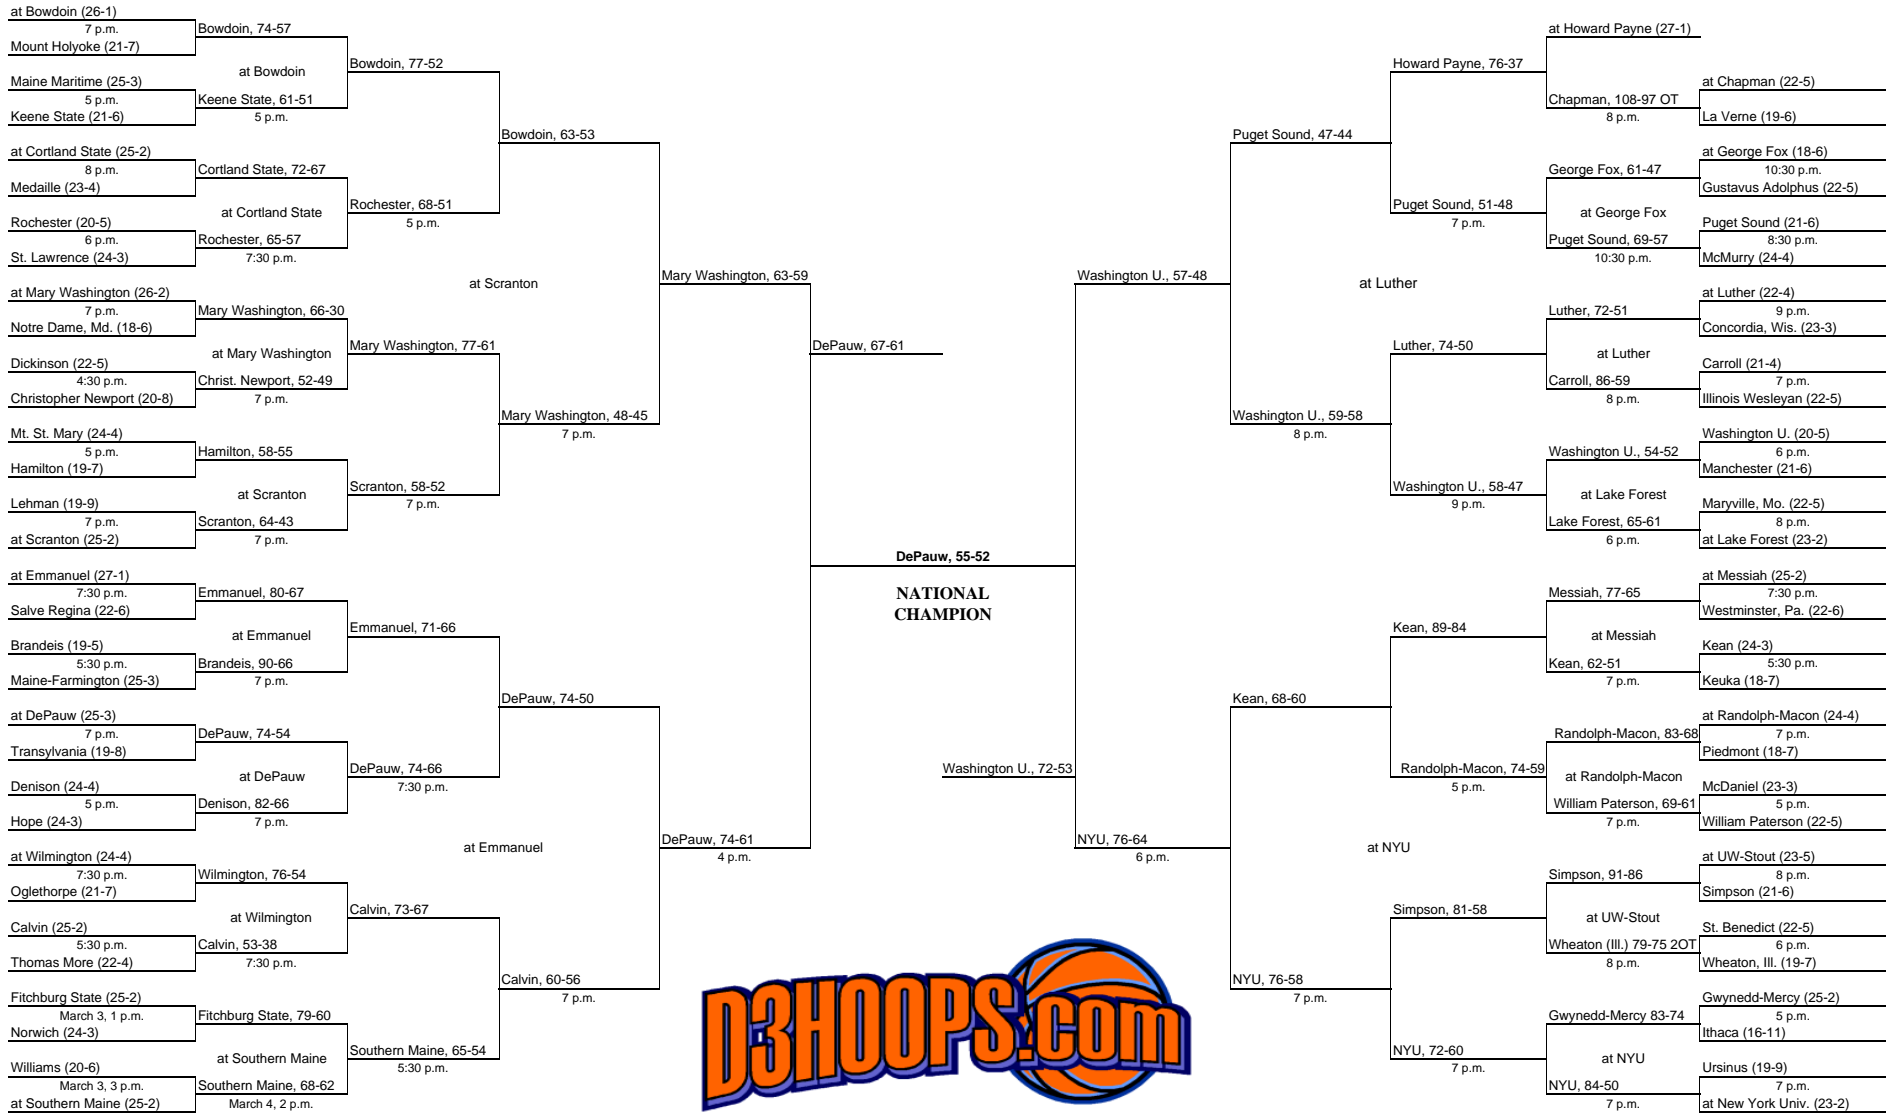 at Bowdoin (26-1)
7 p.m.
Mount Holyoke (21-7)
Maine Maritime (25-3)
5 p.m.
Keene State (21-6)
at Cortland State (25-2)
8 p.m.
Medaille (23-4)
Rochester (20-5)
6 p.m.
St. Lawrence (24-3)
at Mary Washington (26-2)
7 p.m.
Notre Dame, Md. (18-6)
Dickinson (22-5)
4:30 p.m.
Christopher Newport (20-8)
Mt. St. Mary (24-4)
5 p.m.
Hamilton (19-7)
Lehman (19-9)
7 p.m.
at Scranton (25-2)
at Emmanuel (27-1)
7:30 p.m.
Salve Regina (22-6)
Brandeis (19-5)
5:30 p.m.
Maine-Farmington (25-3)
at DePauw (25-3)
7 p.m.
Transylvania (19-8)
Denison (24-4)
5 p.m.
Hope (24-3)
at Wilmington (24-4)
7:30 p.m.
Oglethorpe (21-7)
Calvin (25-2)
5:30 p.m.
Thomas More (22-4)
Fitchburg State (25-2)
March 3, 1 p.m.
Norwich (24-3)
Williams (20-6)
March 3, 3 p.m.
at Southern Maine (25-2)
Bowdoin, 74-57
at Bowdoin
Keene State, 61-51
5 p.m.
Cortland State, 72-67
at Cortland State
Rochester, 65-57
7:30 p.m.
Mary Washington, 66-30
at Mary Washington
Christ. Newport, 52-49
7 p.m.
Hamilton, 58-55
at Scranton
Scranton, 64-43
7 p.m.
Emmanuel, 80-67
at Emmanuel
Brandeis, 90-66
7 p.m.
DePauw, 74-54
at DePauw
Denison, 82-66
7 p.m.
Wilmington, 76-54
at Wilmington
Calvin, 53-38
7:30 p.m.
Fitchburg State, 79-60
at Southern Maine
Southern Maine, 68-62
March 4, 2 p.m.
Bowdoin, 77-52
Rochester, 68-51
5 p.m.
Mary Washington, 77-61
Scranton, 58-52
7 p.m.
Emmanuel, 71-66
DePauw, 74-66
7:30 p.m.
Calvin, 73-67
Southern Maine, 65-54
5:30 p.m.
Bowdoin, 63-53
at Scranton
Mary Washington, 48-45
7 p.m.
DePauw, 74-50
at Emmanuel
Calvin, 60-56
7 p.m.
Mary Washington, 63-59
DePauw, 74-61
4 p.m.
DePauw, 67-61
DePauw, 55-52
NATIONAL
CHAMPION
Washington U., 72-53
D3HOOPS.com
Washington U., 57-48
NYU, 76-64
6 p.m.
Puget Sound, 47-44
at Luther
Washington U., 59-58
8 p.m.
Kean, 68-60
at NYU
NYU, 76-58
7 p.m.
Howard Payne, 76-37
Puget Sound, 51-48
7 p.m.
Luther, 74-50
Washington U., 58-47
9 p.m.
Kean, 89-84
Randolph-Macon, 74-59
5 p.m.
Simpson, 81-58
NYU, 72-60
7 p.m.
at Howard Payne (27-1)
Chapman, 108-97 OT
8 p.m.
George Fox, 61-47
at George Fox
Puget Sound, 69-57
10:30 p.m.
Luther, 72-51
at Luther
Carroll, 86-59
8 p.m.
Washington U., 54-52
at Lake Forest
Lake Forest, 65-61
6 p.m.
Messiah, 77-65
at Messiah
Kean, 62-51
7 p.m.
Randolph-Macon, 83-68
at Randolph-Macon
William Paterson, 69-61
7 p.m.
Simpson, 91-86
at UW-Stout
Wheaton (Ill.) 79-75 2OT
8 p.m.
Gwynedd-Mercy 83-74
at NYU
NYU, 84-50
7 p.m.
at Chapman (22-5)
La Verne (19-6)
at George Fox (18-6)
10:30 p.m.
Gustavus Adolphus (22-5)
Puget Sound (21-6)
8:30 p.m.
McMurry (24-4)
at Luther (22-4)
9 p.m.
Concordia, Wis. (23-3)
Carroll (21-4)
7 p.m.
Illinois Wesleyan (22-5)
Washington U. (20-5)
6 p.m.
Manchester (21-6)
Maryville, Mo. (22-5)
8 p.m.
at Lake Forest (23-2)
at Messiah (25-2)
7:30 p.m.
Westminster, Pa. (22-6)
Kean (24-3)
5:30 p.m.
Keuka (18-7)
at Randolph-Macon (24-4)
7 p.m.
Piedmont (18-7)
McDaniel (23-3)
5 p.m.
William Paterson (22-5)
at UW-Stout (23-5)
8 p.m.
Simpson (21-6)
St. Benedict (22-5)
6 p.m.
Wheaton, Ill. (19-7)
Gwynedd-Mercy (25-2)
5 p.m.
Ithaca (16-11)
Ursinus (19-9)
7 p.m.
at New York Univ. (23-2)